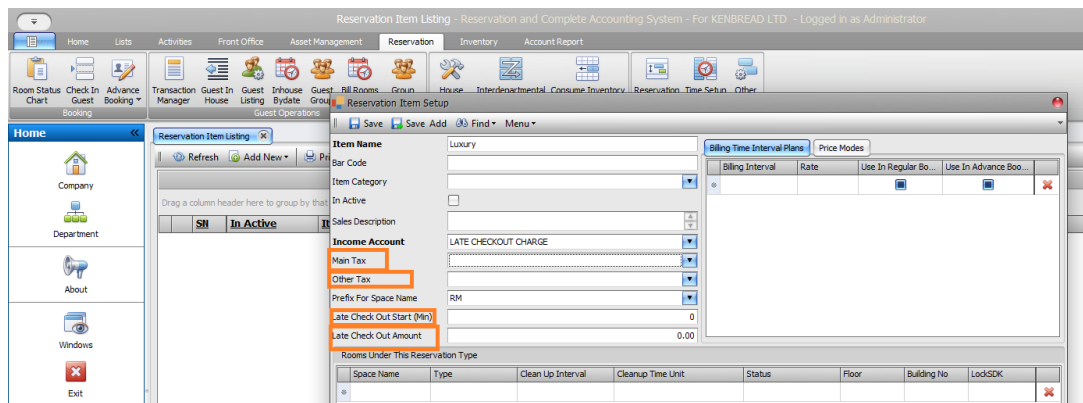 Reservation Item Listing - Reservation and Complete Accounting System - For KENBREAD LTD - Logged in as Administrator
Home Lists Activities Front Office Asset Management Reservation Inventory Account Report
Room Status Chart
Check In Guest
Advance Booking
Transaction Manager
Guest In House
Guest Listing
Inhouse Bydate
Guest
Bill Rooms
Group
House
Interdepartmental
Consume Inventory
Reservation
Time Setup
Other
Booking
Guest Operations
Reservation Item Setup
Save Save Add Find Menu
Home
Company
Department
About
Windows
Exit
Reservation Item Listing
Refresh Add New
Drag a column header here to group by that
SN In Active
Item Name Luxury
Bar Code
Item Category
In Active
Sales Description
Income Account LATE CHECKOUT CHARGE
Main Tax
Other Tax
Prefix For Space Name RM
Late Check Out Start (Min) 0
Late Check Out Amount 0.00
Billing Time Interval Plans Price Modes
Billing Interval Rate Use In Regular Bo... Use In Advance Boo...
Rooms Under This Reservation Type
Space Name Type Clean Up Interval Cleanup Time Unit Status Floor Building No LockSDK